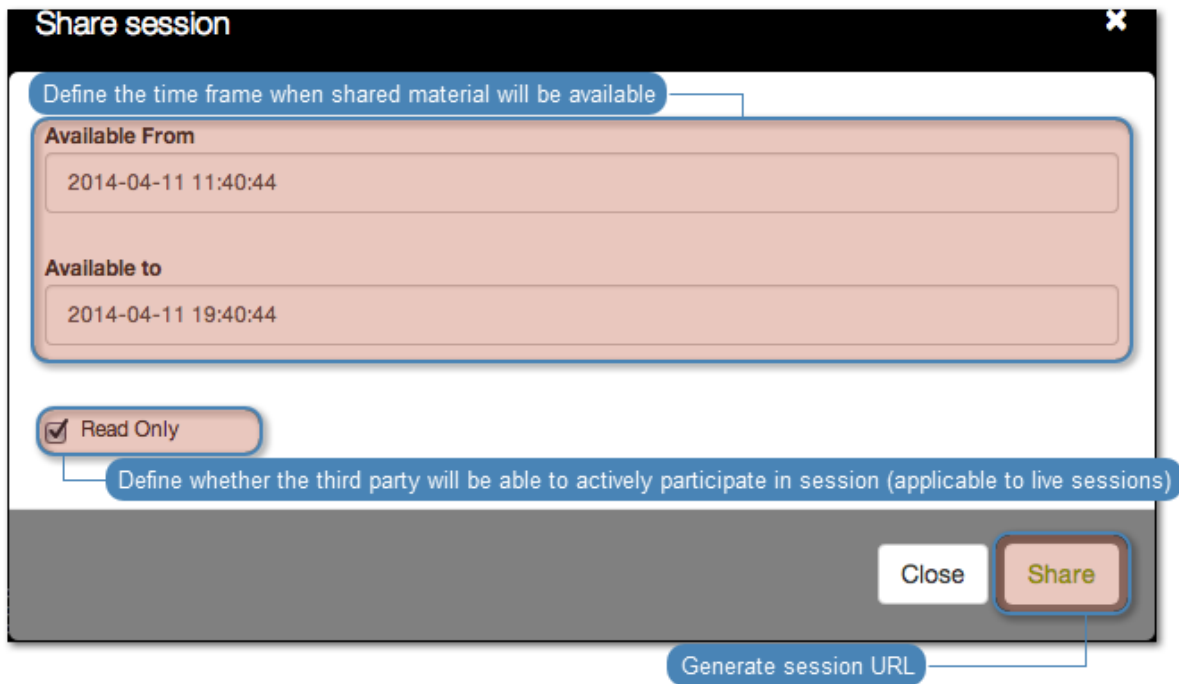 Share session
Define the time frame when shared material will be available
Available From
2014-04-11 11:40:44
Available to
2014-04-11 19:40:44
Read Only
Define whether the third party will be able to actively participate in session (applicable to live sessions)
Close
Share
Generate session URL